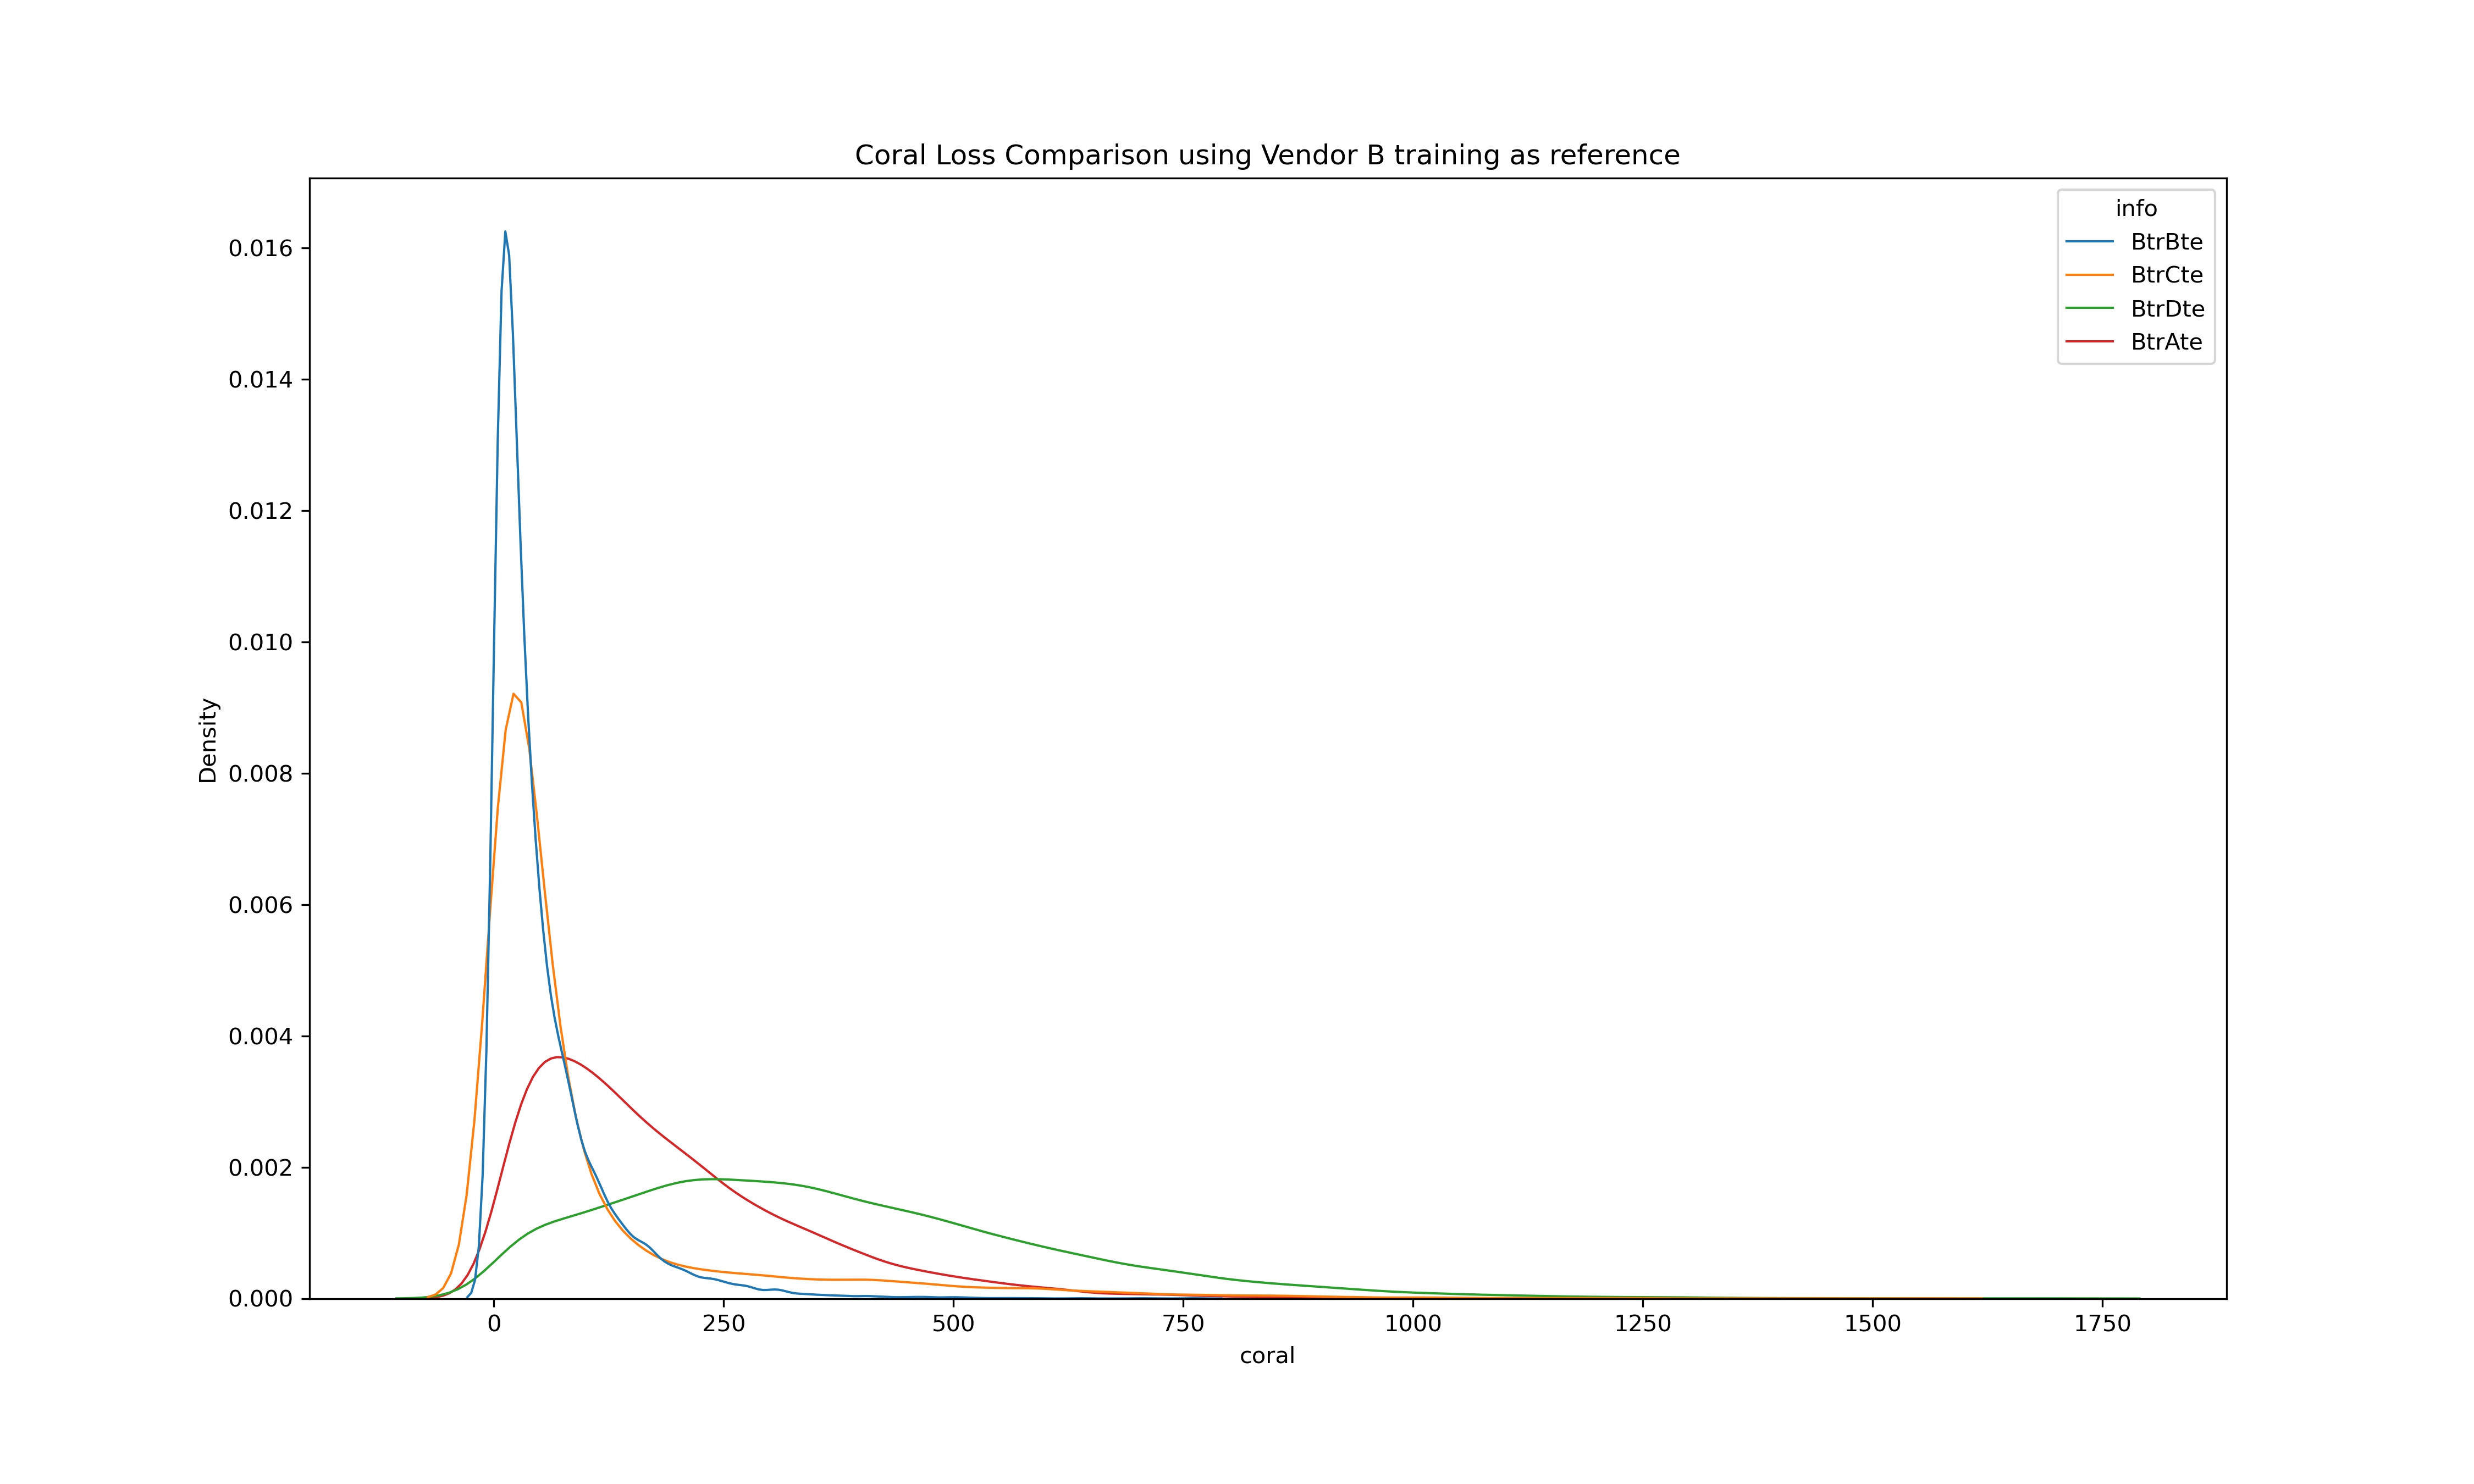 Coral Loss Comparison using Vendor B training as reference
info
BtrBte
BtrCte
BtrDte
BtrAte
0.016
0.014
0.012
0.010
0.008
0.006
0.004
0.002
0.000
Density
0 250 500 750 1000 1250 1500 1750
coral